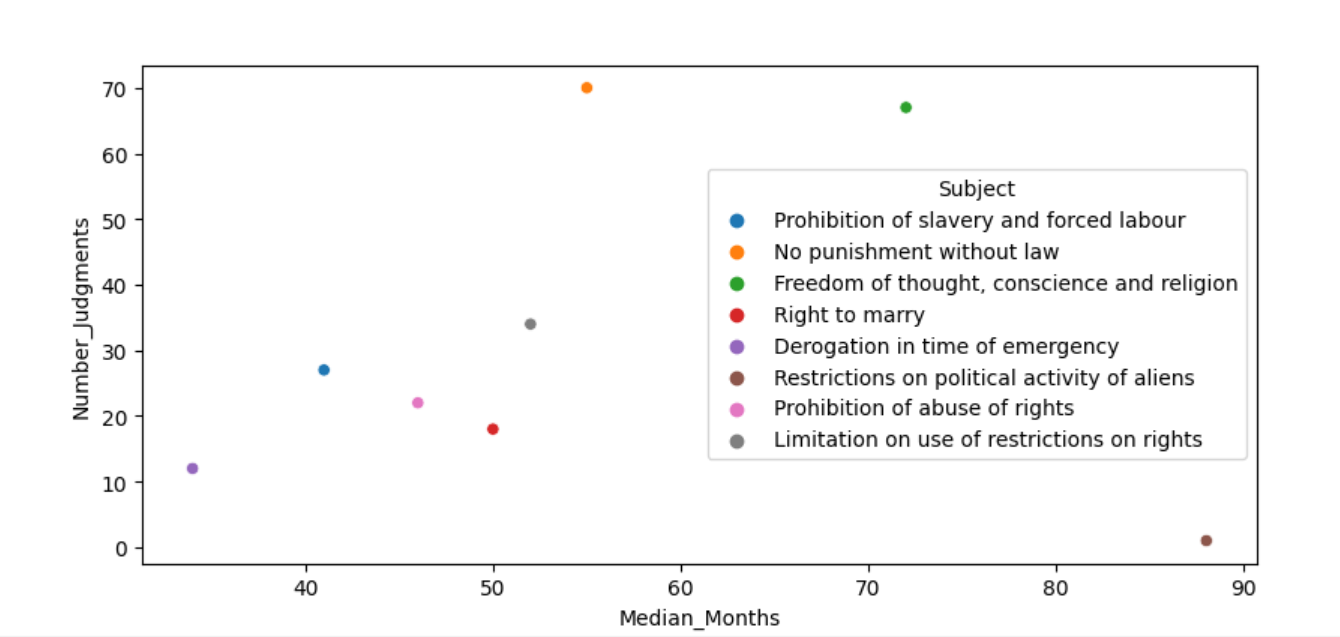 70
60
50
40
30
20
10
0
Number_Judgments
Subject
Prohibition of slavery and forced labour
No punishment without law
Freedom of thought, conscience and religion
Right to marry
Derogation in time of emergency
Restrictions on political activity of aliens
Prohibition of abuse of rights
Limitation on use of restrictions on rights
40 50 60 70 80 90
Median_Months